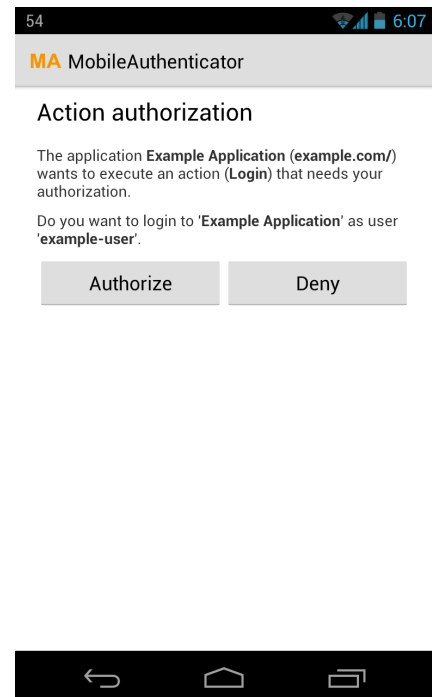 54 6:07
MA MobileAuthenticator
Action authorization
The application Example Application (example.com/)
wants to execute an action (Login) that needs your
authorization.
Do you want to login to 'Example Application' as user
'example-user'.
Authorize Deny